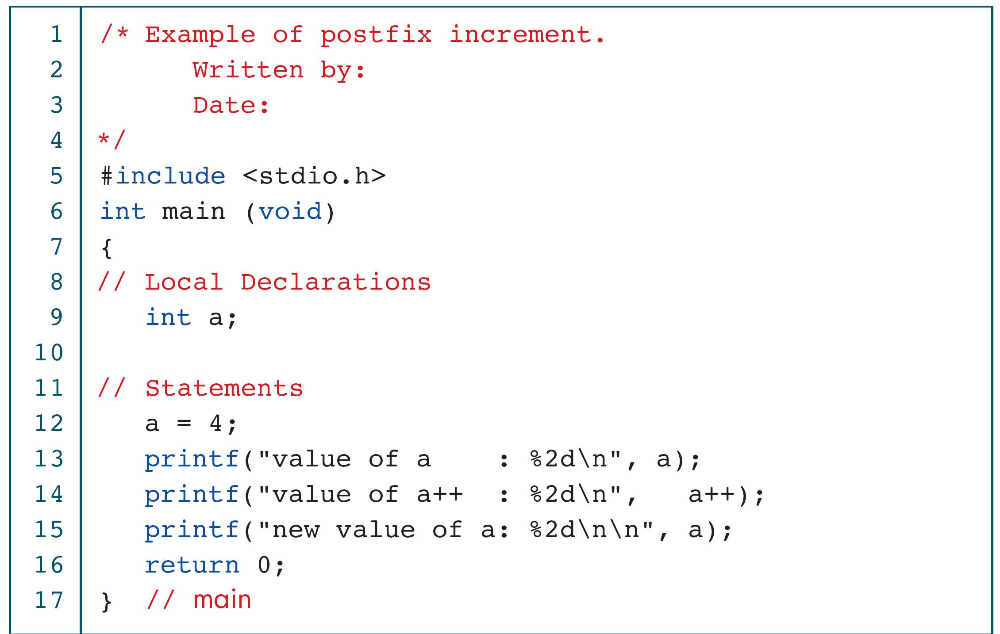 1 /* Example of postfix increment.
2       Written by:
3       Date:
4 */
5 #include <stdio.h>
6 int main (void)
7 {
8 // Local Declarations
9    int a;
10
11 // Statements
12    a = 4;
13    printf("value of a    : %2d\n", a);
14    printf("value of a++  : %2d\n",   a++);
15    printf("new value of a: %2d\n\n", a);
16    return 0;
17 }  // main